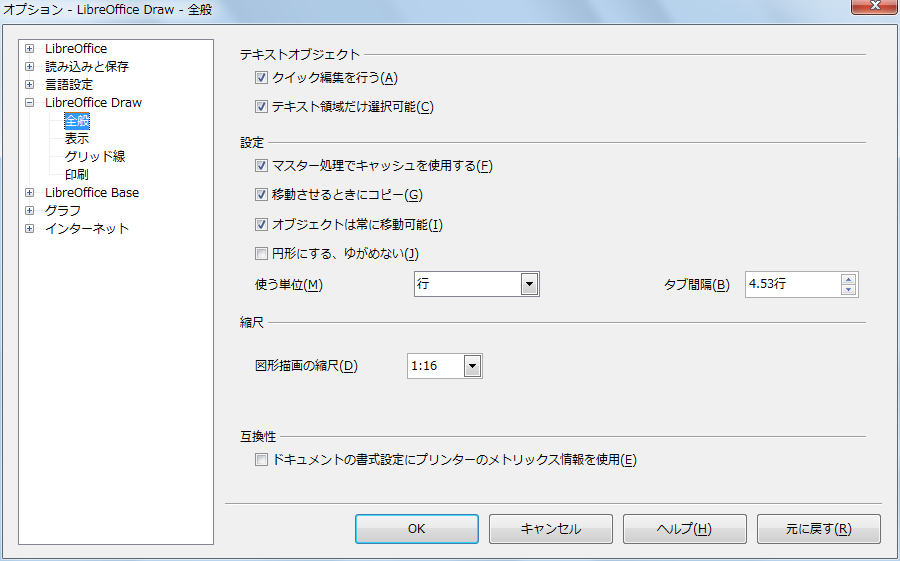 オプション - LibreOffice Draw - 全般
LibreOffice
読み込みと保存
言語設定
LibreOffice Draw
全般
表示
グリッド線
印刷
LibreOffice Base
グラフ
インターネット
テキストオブジェクト
クイック編集を行う(A)
テキスト領域だけ選択可能(C)
設定
マスター処理でキャッシュを使用する(F)
移動させるときにコピー(G)
オブジェクトは常に移動可能(I)
円形にする、ゆがめない(J)
使う単位(M) 行 タブ間隔(B) 4.53行
縮尺
図形描画の縮尺(D) 1:16
互換性
ドキュメントの書式設定にプリンターのメトリックス情報を使用(E)
OK キャンセル ヘルプ(H) 元に戻す(R)